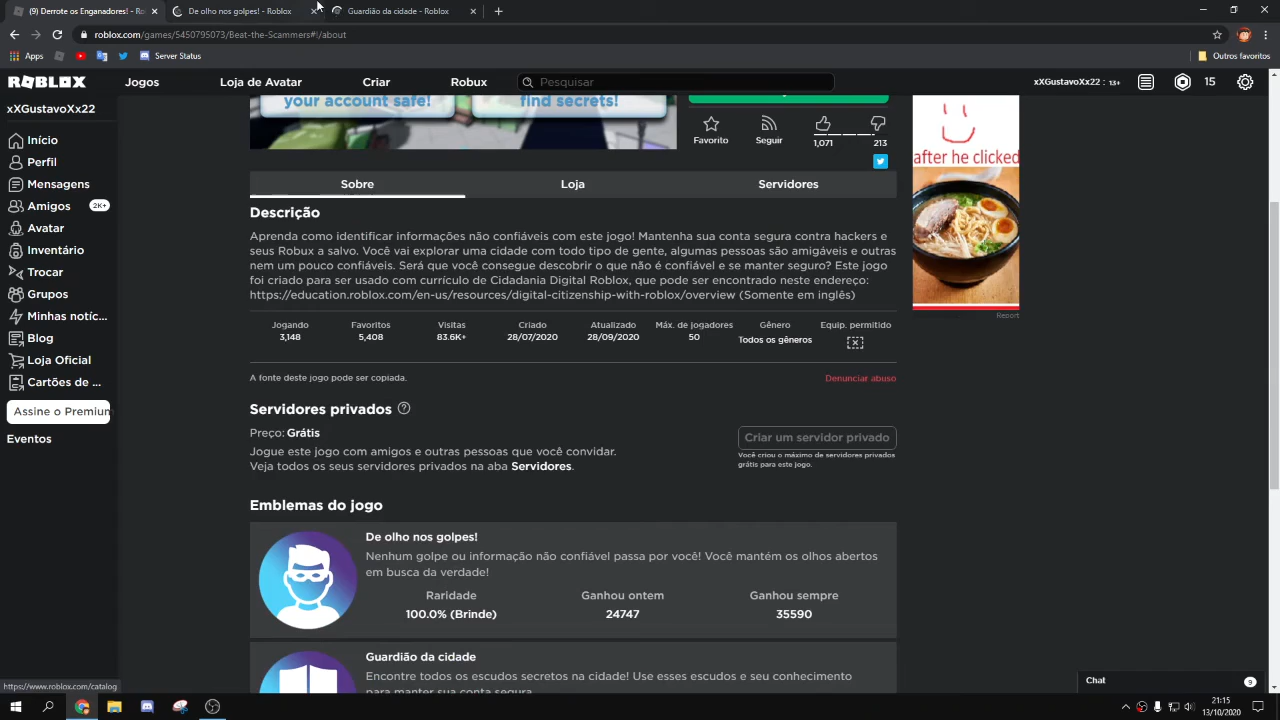 (9) Derrote os Enganadores! - Ro
De olho nos golpes! - Roblox
Guardião da cidade - Roblox
roblox.com/games/5450795073/Beat-the-Scammers#!/about
Apps
Server Status
Outros favoritos
ROBLOX
Jogos
Loja de Avatar
Criar
Robux
Pesquisar
xXGustavoXx22 : 13+
15
xXGustavoXx22
Início
Perfil
Mensagens
Amigos
2K+
Avatar
Inventário
Trocar
Grupos
Minhas notíc...
Blog
Loja Oficial
Cartões de ...
Assine o Premium
Eventos
your account safe!
find secrets!
Favorito
Seguir
1,071
213
after he clicked
Report
Sobre
Loja
Servidores
Descrição
Aprenda como identificar informações não confiáveis com este jogo! Mantenha sua conta segura contra hackers e
seus Robux a salvo. Você vai explorar uma cidade com todo tipo de gente, algumas pessoas são amigáveis e outras
nem um pouco confiáveis. Será que você consegue descobrir o que não é confiável e se manter seguro? Este jogo
foi criado para ser usado com currículo de Cidadania Digital Roblox, que pode ser encontrado neste endereço:
https://education.roblox.com/en-us/resources/digital-citizenship-with-roblox/overview (Somente em inglês)
Jogando
Favoritos
Visitas
Criado
Atualizado
Máx. de jogadores
Gênero
Equip. permitido
3,148
5,408
83.6K+
28/07/2020
28/09/2020
50
Todos os gêneros
A fonte deste jogo pode ser copiada.
Denunciar abuso
Servidores privados
Preço: Grátis
Jogue este jogo com amigos e outras pessoas que você convidar.
Veja todos os seus servidores privados na aba Servidores.
Criar um servidor privado
Você criou o máximo de servidores privados
grátis para este jogo.
Emblemas do jogo
De olho nos golpes!
Nenhum golpe ou informação não confiável passa por você! Você mantém os olhos abertos
em busca da verdade!
Raridade
Ganhou ontem
Ganhou sempre
100.0% (Brinde)
24747
35590
Guardião da cidade
Encontre todos os escudos secretos na cidade! Use esses escudos e seu conhecimento
para manter sua conta segura
https://www.roblox.com/catalog
Chat
9
21:15
13/10/2020